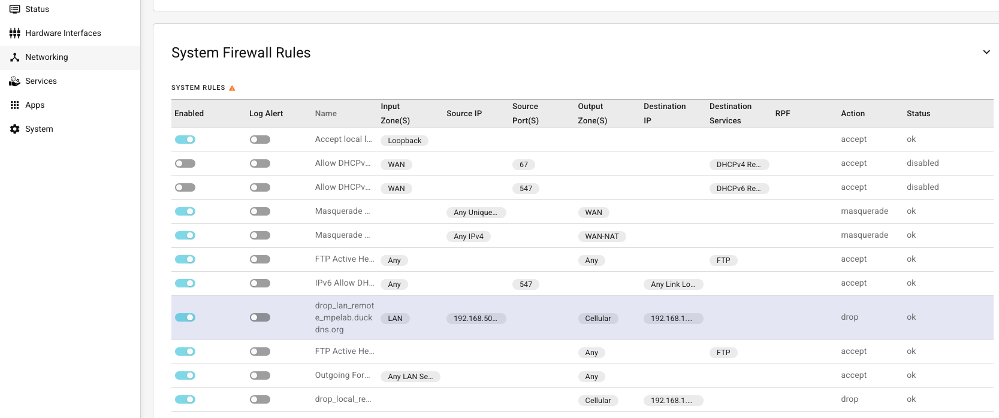 Status
Hardware Interfaces
Networking
Services
Apps
System
System Firewall Rules
SYSTEM RULES
Enabled Log Alert Name Input Zone(S) Source IP Source Port(S) Output Zone(S) Destination IP Destination Services RPF Action Status
Accept local l... Loopback accept ok
Allow DHCPv... WAN 67 DHCPv4 Re... accept disabled
Allow DHCPv... WAN 547 DHCPv6 Re... accept disabled
Masquerade ... Any Unique... WAN masquerade ok
Masquerade ... Any IPv4 WAN-NAT masquerade ok
FTP Active He... Any Any FTP accept ok
IPv6 Allow DH... Any 547 Any Link Lo... accept ok
drop_lan_remot
e_mpelab.duck LAN 192.168.50... Cellular 192.168.1.... drop ok
dns.org
FTP Active He... Any FTP accept ok
Outgoing For... Any LAN Se... Any accept ok
drop_local_re... Cellular 192.168.1.... drop ok